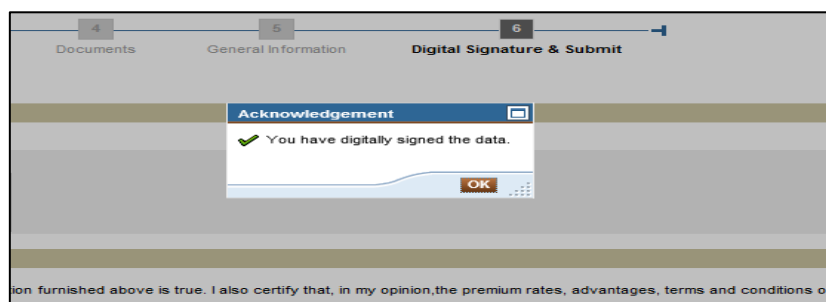 4 5 6
Documents General Information Digital Signature & Submit
Acknowledgement
You have digitally signed the data.
OK
ion furnished above is true. I also certify that, in my opinion,the premium rates, advantages, terms and conditions o